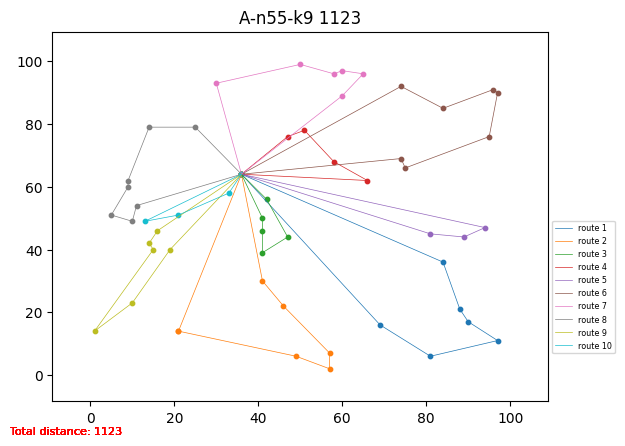 A-n55-k9 1123
100
80
60
40
20
0
0 20 40 60 80 100
route 1
route 2
route 3
route 4
route 5
route 6
route 7
route 8
route 9
route 10
Total distance: 1123